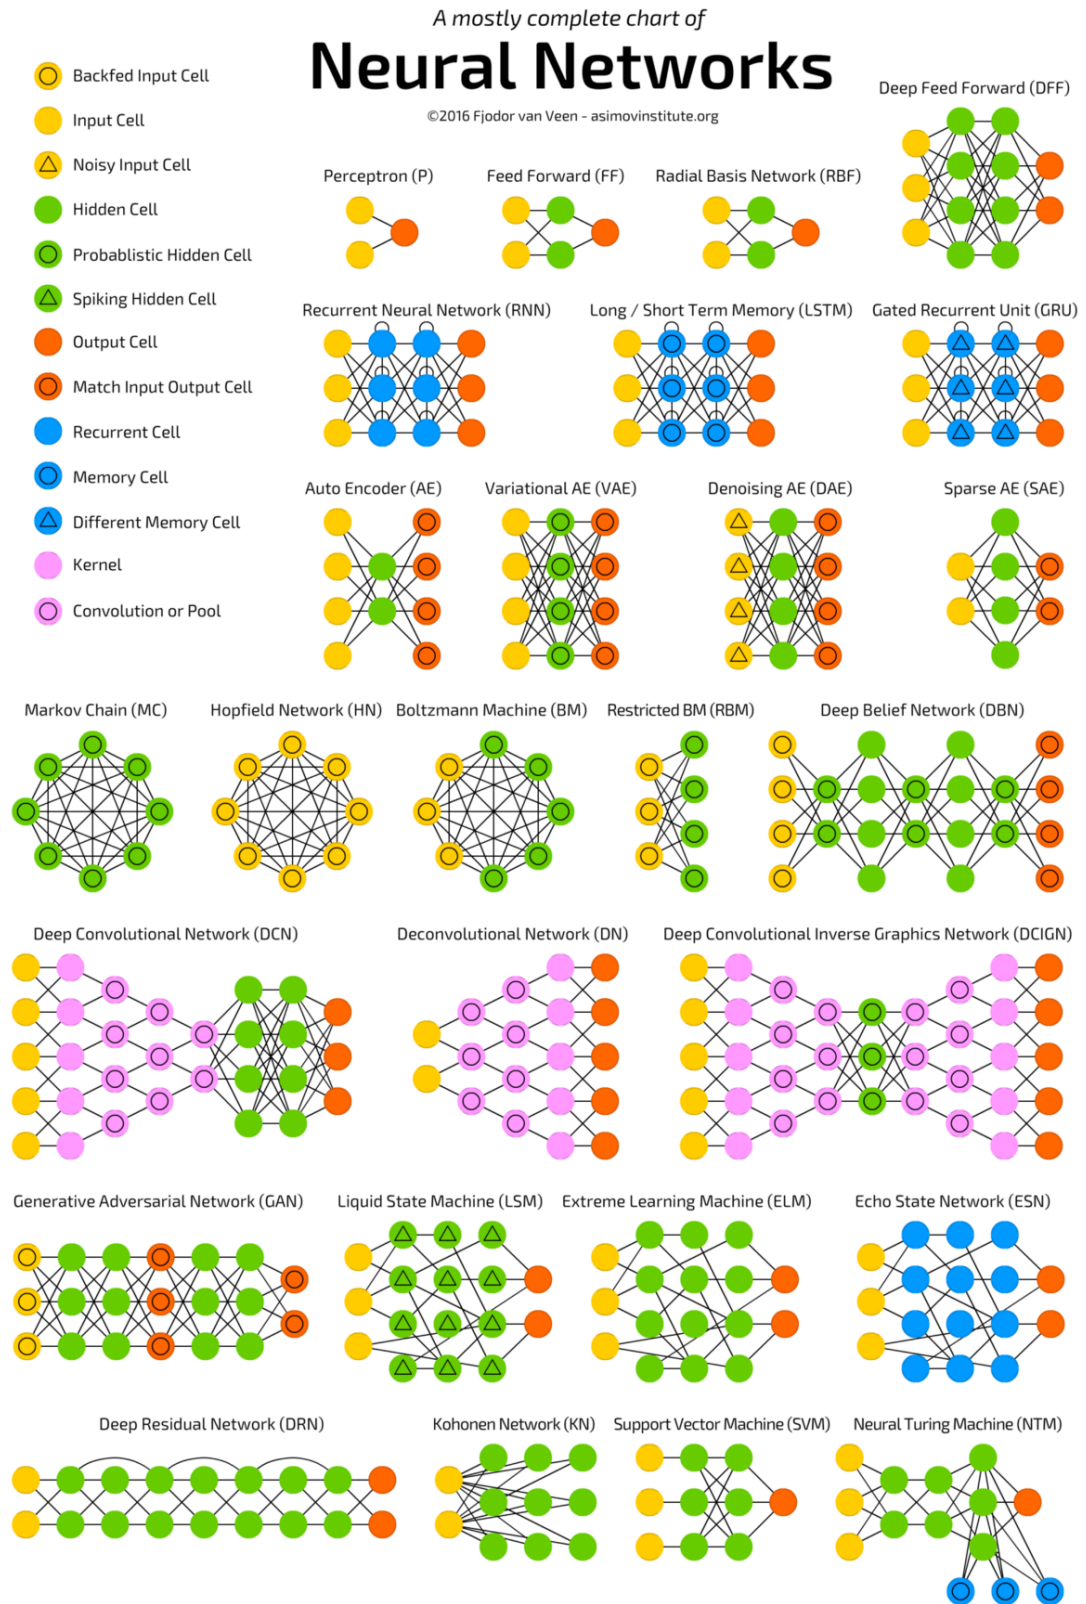 A mostly complete chart of
Neural Networks
©2016 Fjodor van Veen - asimovinstitute.org
Backfed Input Cell
Input Cell
Noisy Input Cell
Hidden Cell
Probablistic Hidden Cell
Spiking Hidden Cell
Output Cell
Match Input Output Cell
Recurrent Cell
Memory Cell
Different Memory Cell
Kernel
Convolution or Pool
Deep Feed Forward (DFF)
Perceptron (P)
Feed Forward (FF)
Radial Basis Network (RBF)
Recurrent Neural Network (RNN)
Long / Short Term Memory (LSTM)
Gated Recurrent Unit (GRU)
Auto Encoder (AE)
Variational AE (VAE)
Denoising AE (DAE)
Sparse AE (SAE)
Markov Chain (MC)
Hopfield Network (HN)
Boltzmann Machine (BM)
Restricted BM (RBM)
Deep Belief Network (DBN)
Deep Convolutional Network (DCN)
Deconvolutional Network (DN)
Deep Convolutional Inverse Graphics Network (DCIGN)
Generative Adversarial Network (GAN)
Liquid State Machine (LSM)
Extreme Learning Machine (ELM)
Echo State Network (ESN)
Deep Residual Network (DRN)
Kohonen Network (KN)
Support Vector Machine (SVM)
Neural Turing Machine (NTM)